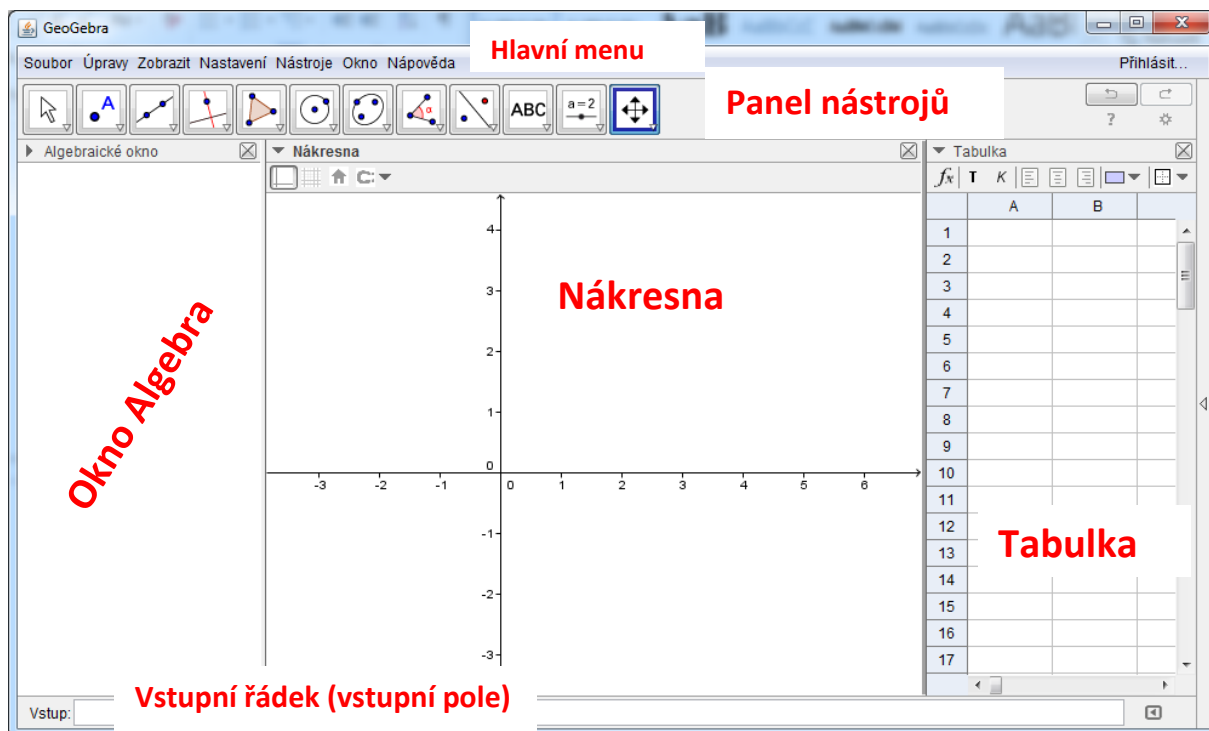 GeoGebra
Hlavní menu
Soubor Úpravy Zobrazit Nastavení Nástroje Okno Nápověda
Přihlásit...
A
α
ABC
a=2
Panel nástrojů
?
Algebraické okno
Nákresna
Tabulka
fx T K
A B
4
3
2
1
0
-1
-2
-3
-3 -2 -1 0 1 2 3 4 5 6
Okno Algebra
Nákresna
1
2
3
4
5
6
7
8
9
10
11
12
13
14
15
16
17
Tabulka
Vstupní řádek (vstupní pole)
Vstup: